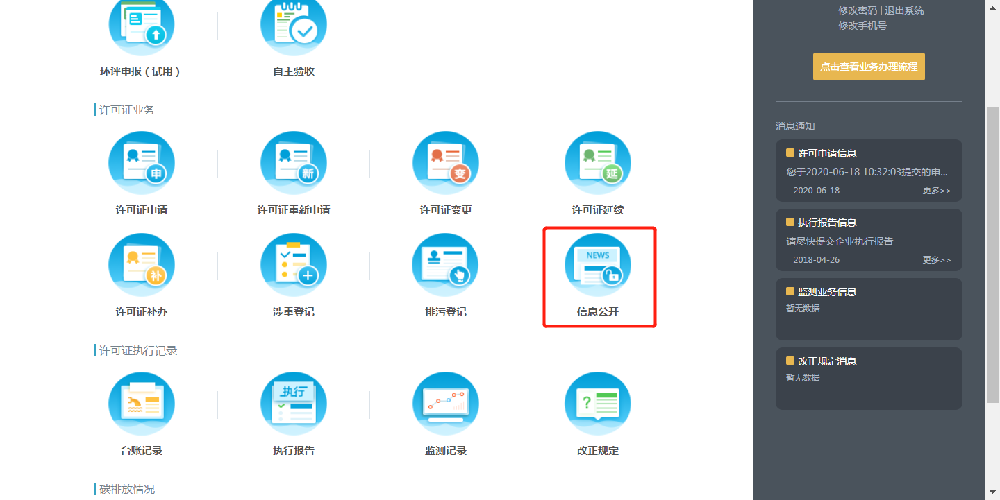 环评申报（试用）
自主验收
许可证业务
申
新
变
延
许可证申请
许可证重新申请
许可证变更
许可证延续
补
NEWS
许可证补办
涉重登记
排污登记
信息公开
许可证执行记录
执行
?
台账记录
执行报告
监测记录
改正规定
碳排放情况
修改密码 | 退出系统
修改手机号
点击查看业务办理流程
消息通知
许可申请信息
您于2020-06-18 10:32:03提交的申...
2020-06-18 更多>>
执行报告信息
请尽快提交企业执行报告
2018-04-26 更多>>
监测业务信息
暂无数据
改正规定消息
暂无数据